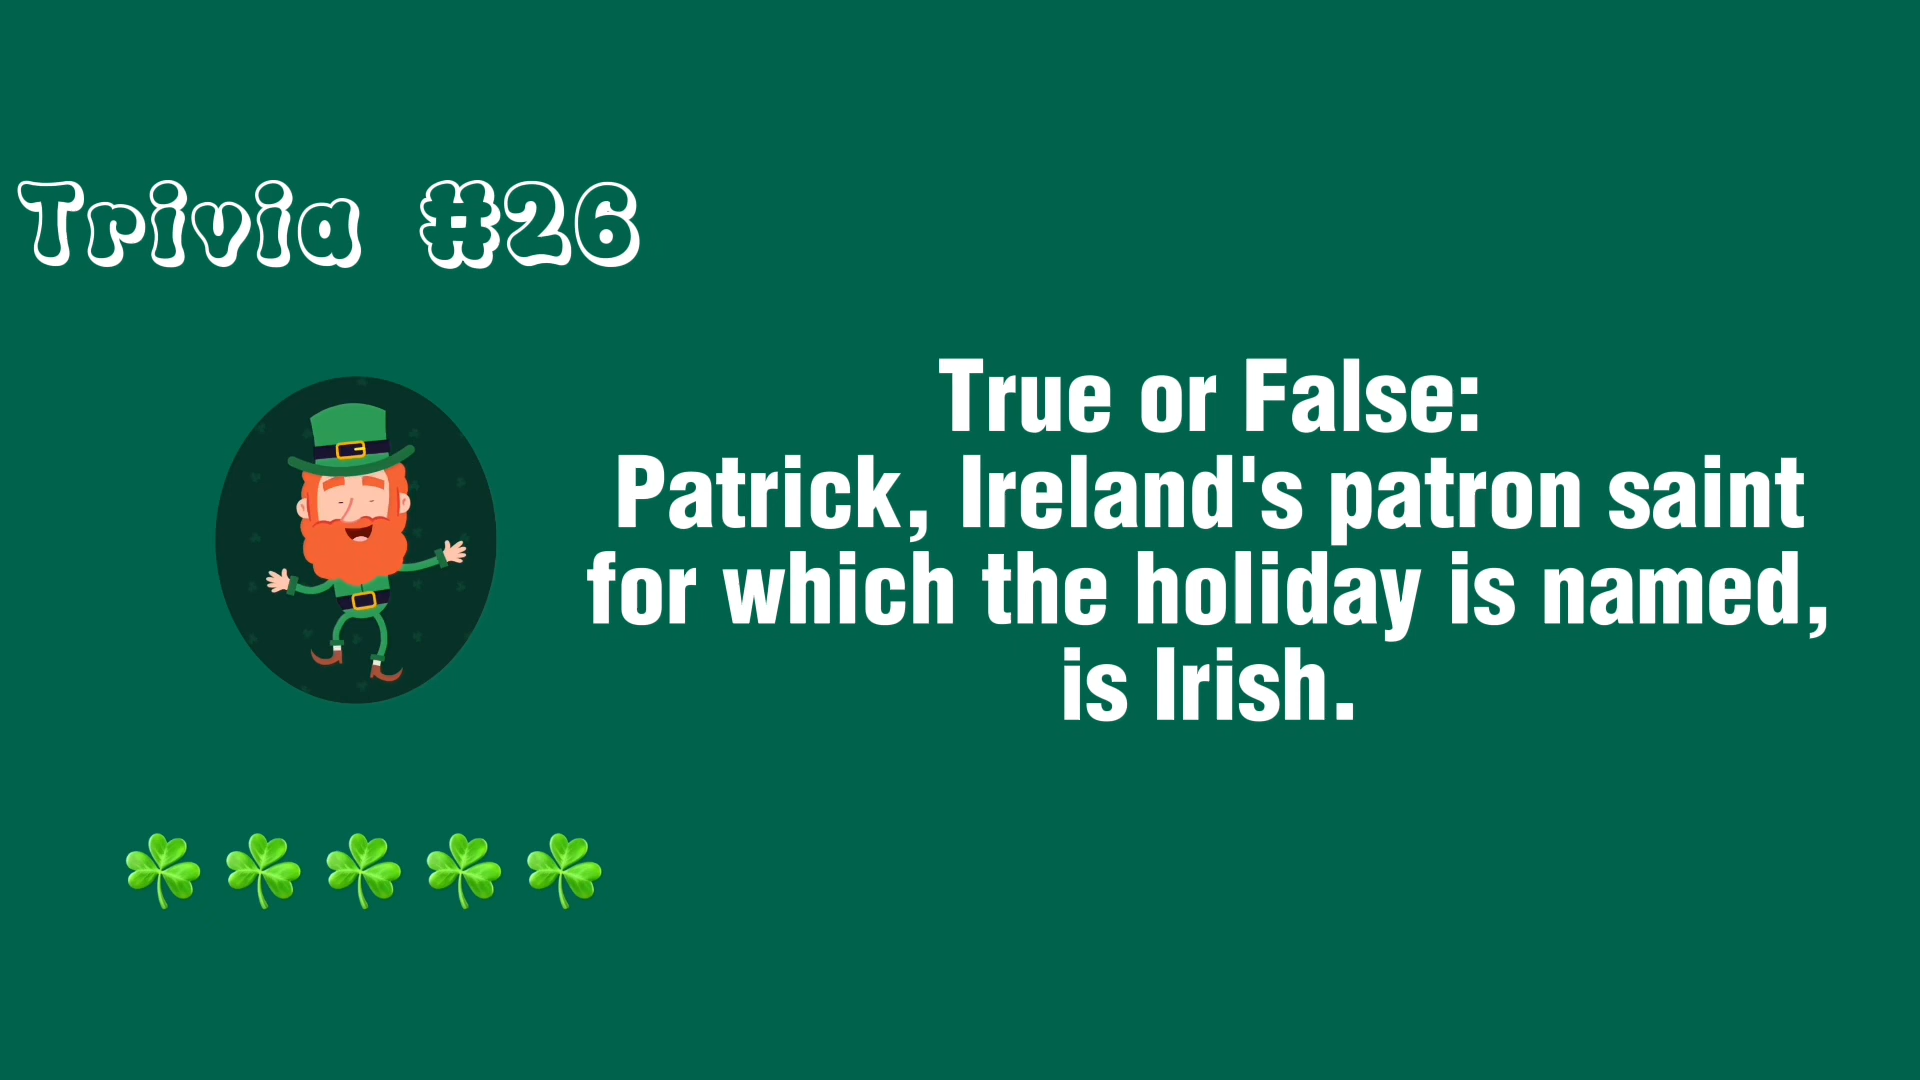 Trivia #26
True or False:
Patrick, Ireland's patron saint
for which the holiday is named,
is Irish.